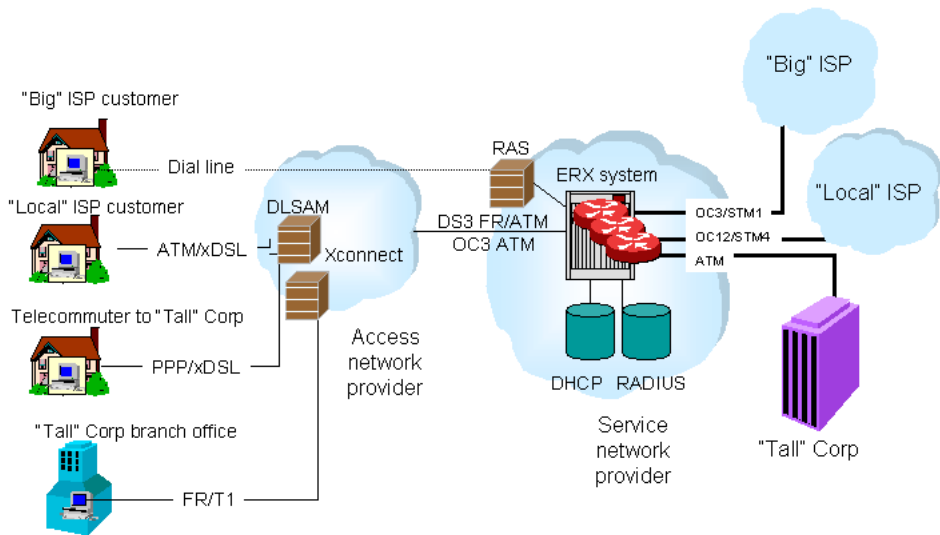 "Big" ISP
"Big" ISP customer
RAS
Dial line
ERX system
"Local" ISP
"Local" ISP customer
DLSAM
OC3/STM1
DS3 FR/ATM
ATM/xDSL
Xconnect
OC3 ATM
OC12/STM4
ATM
Telecommuter to "Tall" Corp
Access
network
provider
PPP/xDSL
DHCP
RADIUS
"Tall" Corp branch office
Service
network
provider
"Tall" Corp
FR/T1